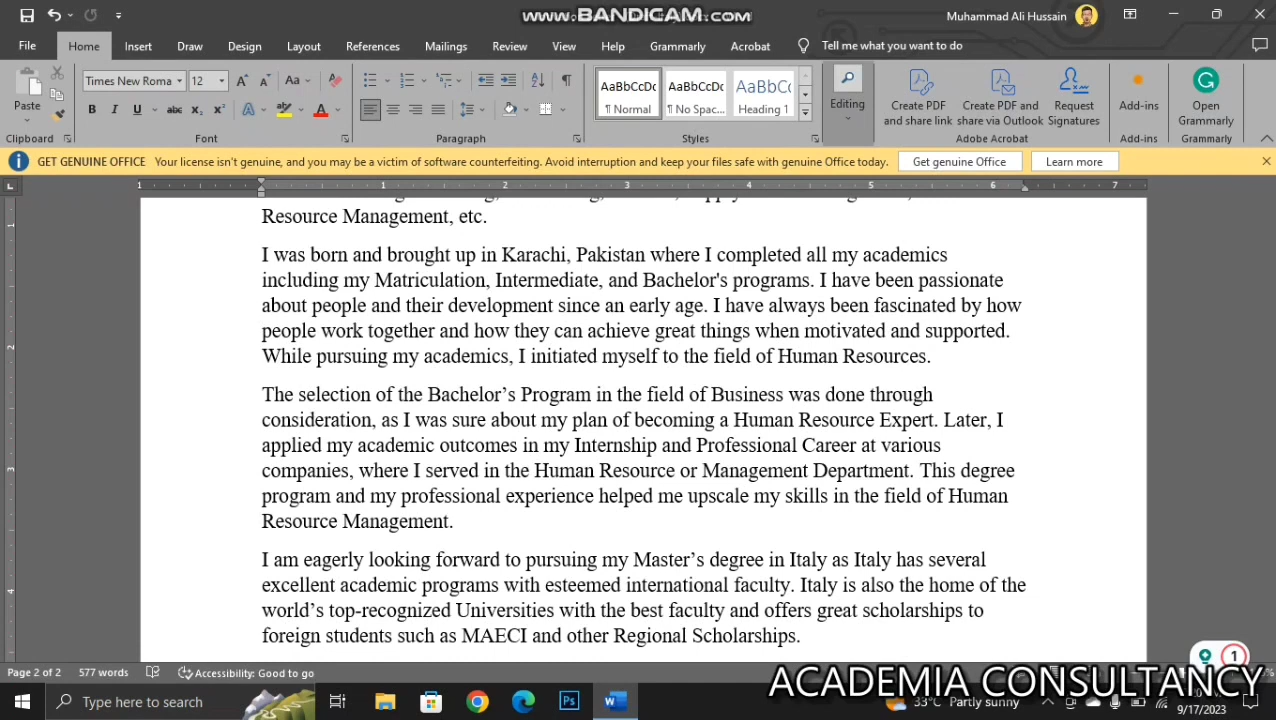 www.BANDICAM.com
Muhammad Ali Hussain
File Home Insert Draw Design Layout References Mailings Review View Help Grammarly Acrobat Tell me what you want to do
Times New Roma 12
AaBbCcDc AaBbCcDc AaBbCc
¶ Normal ¶ No Spac... Heading 1
Paste
Editing
Create PDF and share link
Create PDF and share via Outlook
Request Signatures
Add-ins
Open Grammarly
Clipboard Font Paragraph Styles Adobe Acrobat Add-ins Grammarly
GET GENUINE OFFICE Your license isn't genuine, and you may be a victim of software counterfeiting. Avoid interruption and keep your files safe with genuine Office today. Get genuine Office Learn more
1 1 2 3 4 5 6 7
Resource Management, etc.
I was born and brought up in Karachi, Pakistan where I completed all my academics
including my Matriculation, Intermediate, and Bachelor's programs. I have been passionate
about people and their development since an early age. I have always been fascinated by how
people work together and how they can achieve great things when motivated and supported.
While pursuing my academics, I initiated myself to the field of Human Resources.
The selection of the Bachelor’s Program in the field of Business was done through
consideration, as I was sure about my plan of becoming a Human Resource Expert. Later, I
applied my academic outcomes in my Internship and Professional Career at various
companies, where I served in the Human Resource or Management Department. This degree
program and my professional experience helped me upscale my skills in the field of Human
Resource Management.
I am eagerly looking forward to pursuing my Master’s degree in Italy as Italy has several
excellent academic programs with esteemed international faculty. Italy is also the home of the
world’s top-recognized Universities with the best faculty and offers great scholarships to
foreign students such as MAECI and other Regional Scholarships.
1
Page 2 of 2 577 words Accessibility: Good to go
ACADEMIA CONSULTANCY
Type here to search
33°C Partly sunny
9/17/2023